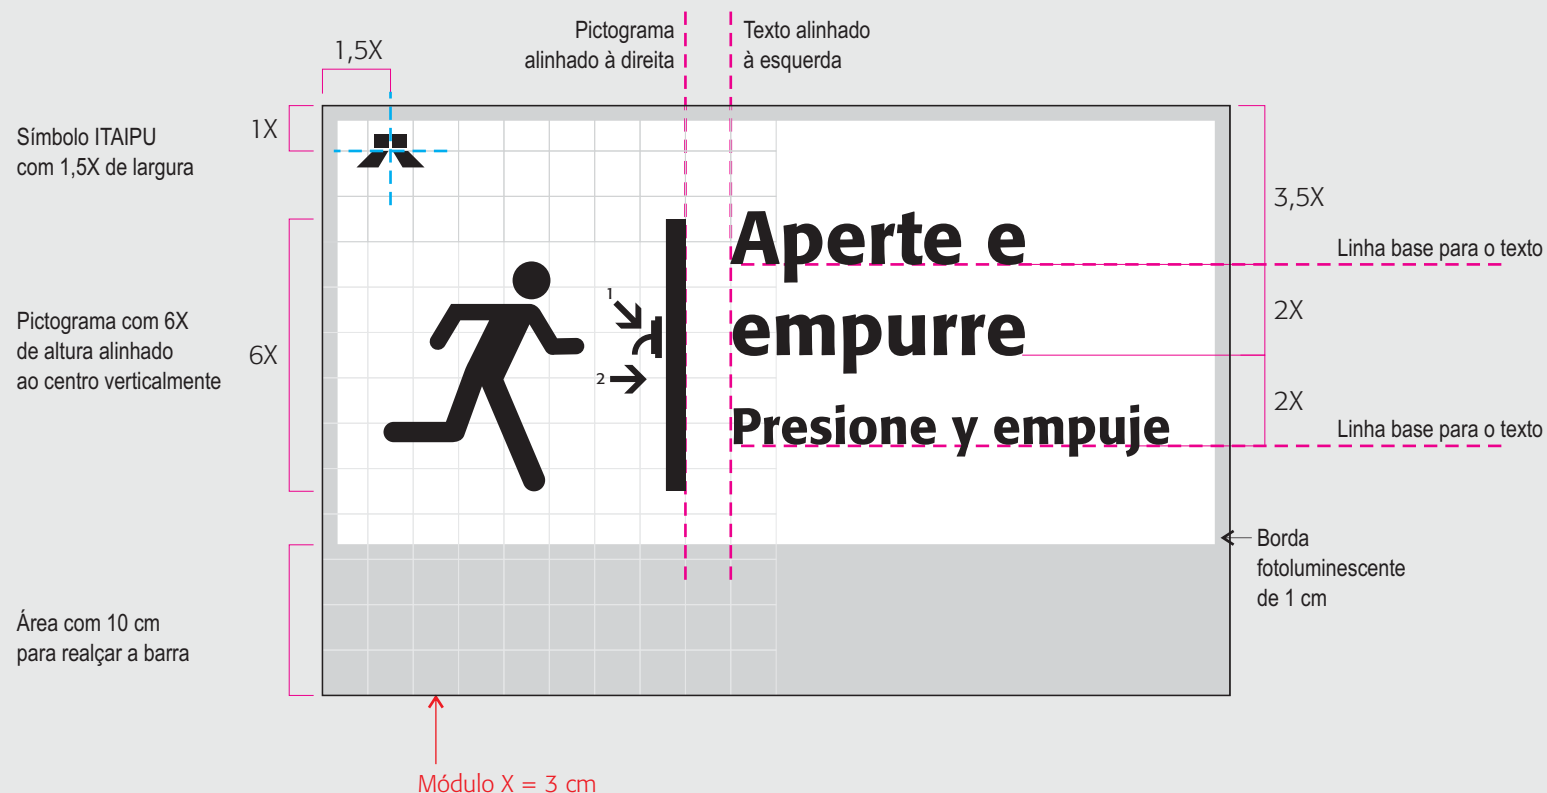 Pictograma
alinhado à direita
Texto alinhado
à esquerda
1,5X
Símbolo ITAIPU
com 1,5X de largura
1X
3,5X
Aperte e
Linha base para o texto
empurre
2X
1
2
Pictograma com 6X
de altura alinhado
ao centro verticalmente
6X
2X
Presione y empuje
Linha base para o texto
Borda
fotoluminescente
de 1 cm
Área com 10 cm
para realçar a barra
Módulo X = 3 cm